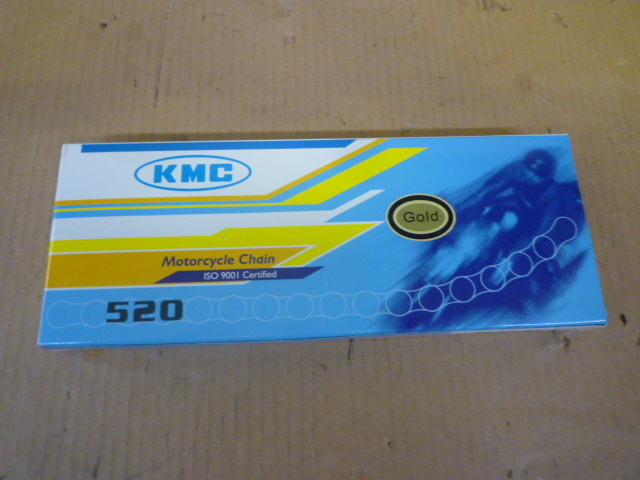 KMC
Gold
Motorcycle Chain
ISO 9001 Certified
520